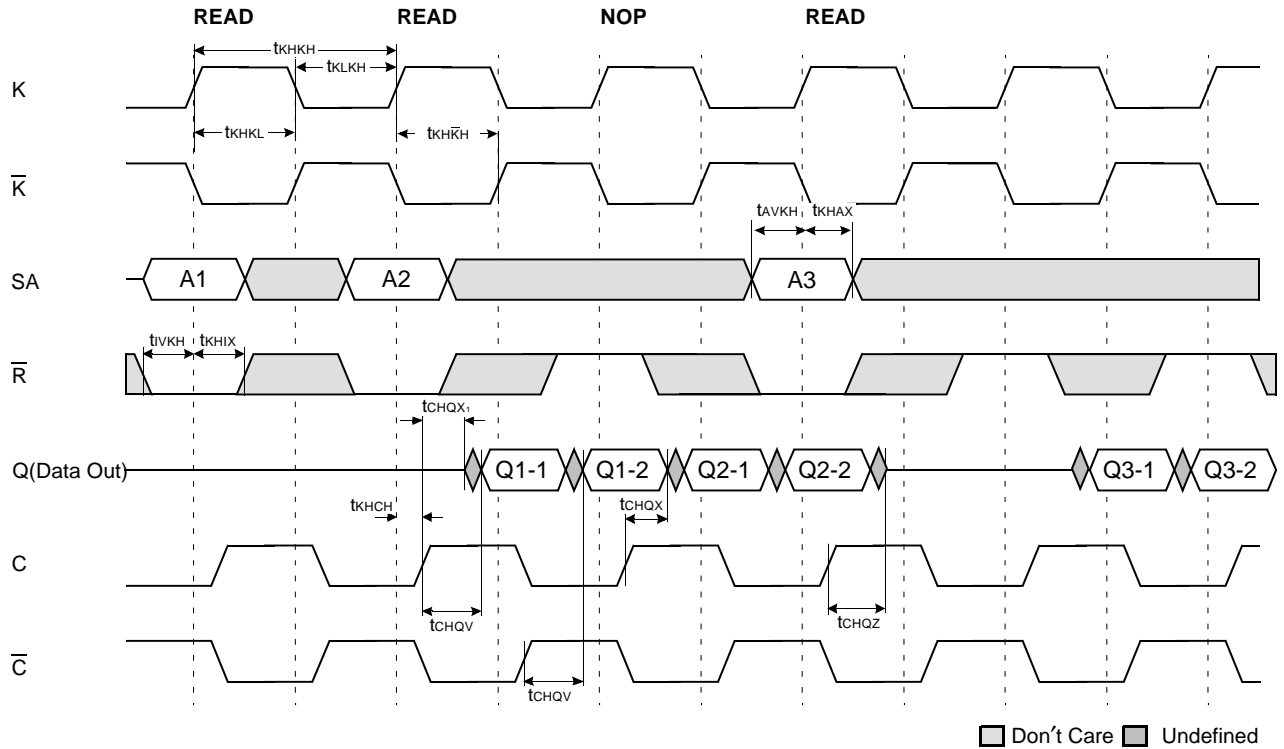 READ READ NOP READ
tKHKH
tKLKH
K
tKHKL tKHK̅H
K̅
tAVKH tKHAX
SA A1 A2 A3
tIVKH tKHIX
R̅
tCHQX1
Q(Data Out) Q1-1 Q1-2 Q2-1 Q2-2 Q3-1 Q3-2
tKHCH tCHQX
C
tCHQV tCHQZ
C̅
tCHQV
Don′t Care Undefined